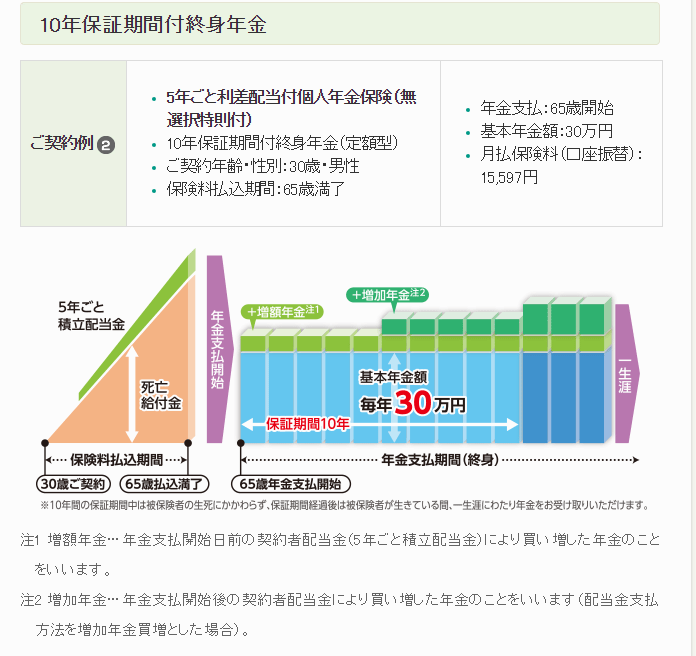 10年保証期間付終身年金
ご契約例❷
・5年ごと利差配当付個人年金保険(無
選択特則付)
・10年保証期間付終身年金(定額型)
・ご契約年齢・性別:30歳・男性
・保険料払込期間:65歳満了
・年金支払:65歳開始
・基本年金額:30万円
・月払保険料(口座振替):
15,597円
5年ごと
積立配当金
死亡
給付金
年金支払開始
+増額年金注1
+増加年金注2
基本年金額
毎年30万円
保証期間10年
一生涯
保険料払込期間
年金支払期間(終身)
30歳ご契約
65歳払込満了
65歳年金支払開始
※10年間の保証期間中は被保険者の生死にかかわらず、保証期間経過後は被保険者が生きている間、一生涯にわたり年金をお受け取りいただけます。
注1 増額年金…年金支払開始日前の契約者配当金(5年ごと積立配当金)により買い増した年金のこと
をいいます。
注2 増加年金…年金支払開始後の契約者配当金により買い増した年金のことをいいます(配当金支払
方法を増加年金買増とした場合)。